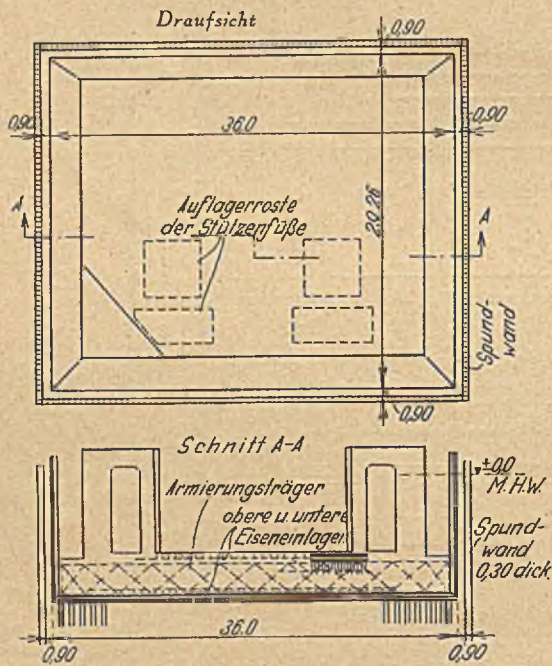 Draufsicht
0,90
0,90
36.0
0,90
A
Auflagerroste
der Stützenfüße
20.26
A
Spund-
wand
0,90
Schnitt A-A
Armierungsträger
obere u. untere
Eiseneinlagen
±0,0
M.H.W.
Spund-
wand
0,30 dick
36.0
0,90
0,90